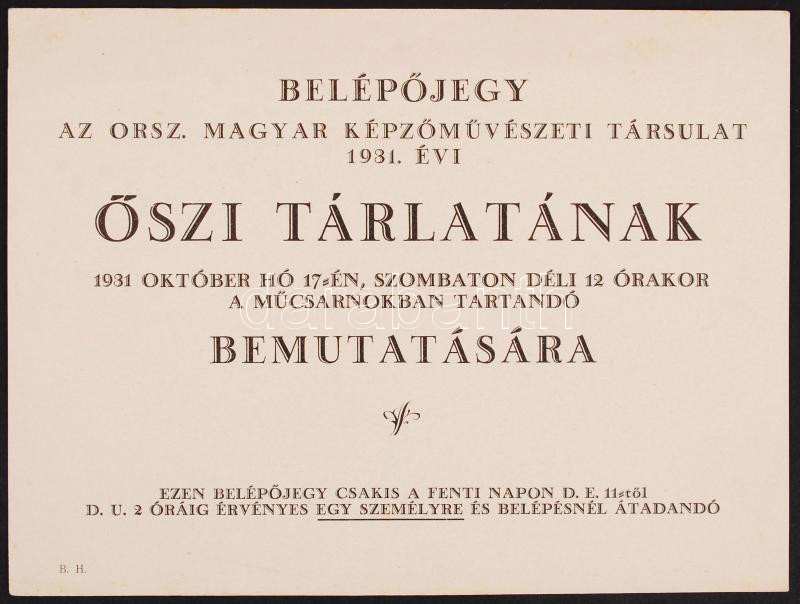 BELÉPŐJEGY
AZ ORSZ. MAGYAR KÉPZŐMŰVÉSZETI TÁRSULAT
1931. ÉVI
ŐSZI TÁRLATÁNAK
1931 OKTÓBER HÓ 17-ÉN, SZOMBATON DÉLI 12 ÓRAKOR
A MŰCSARNOKBAN TARTANDÓ
darabanth
BEMUTATÁSÁRA
EZEN BELÉPŐJEGY CSAKIS A FENTI NAPON D. E. 11-től
D. U. 2 ÓRÁIG ÉRVÉNYES EGY SZEMÉLYRE ÉS BELÉPÉSNÉL ÁTADANDÓ
B. H.